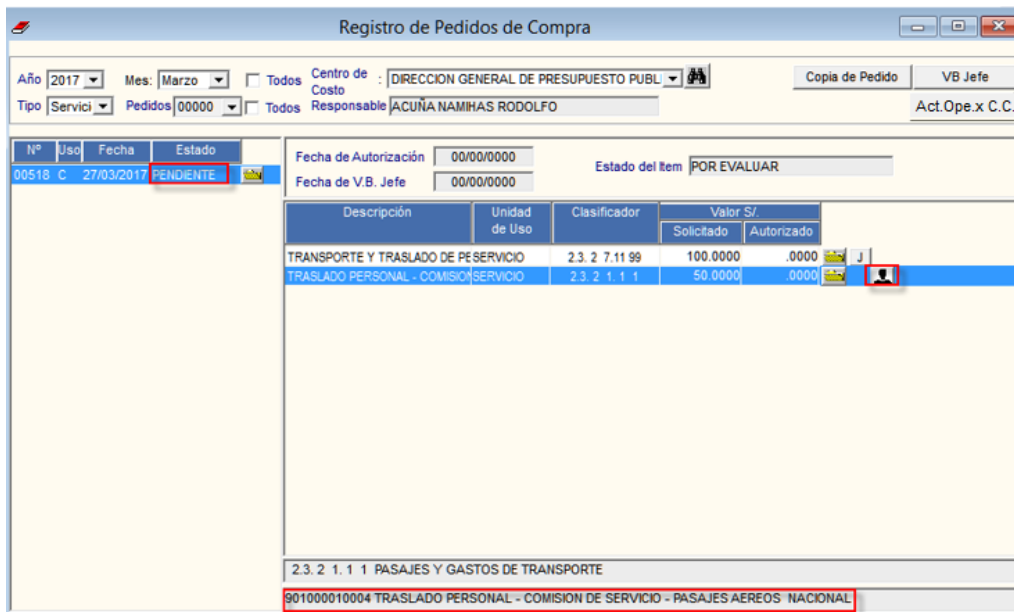 Registro de Pedidos de Compra
Año 2017 Mes: Marzo Todos Centro de Costo : DIRECCION GENERAL DE PRESUPUESTO PUBL Copia de Pedido VB Jefe
Tipo Servici Pedidos 00000 Todos Responsable ACUÑA NAMIHAS RODOLFO Act.Ope.x C.C.
Nº Uso Fecha Estado
00518 C 27/03/2017 PENDIENTE
Fecha de Autorización 00/00/0000 Estado del Item POR EVALUAR
Fecha de V.B. Jefe 00/00/0000
Descripción Unidad de Uso Clasificador Valor S/.
Solicitado Autorizado
TRANSPORTE Y TRASLADO DE PE SERVICIO 2.3. 2 7.11 99 100.0000 .0000 J
TRASLADO PERSONAL - COMISION SERVICIO 2.3. 2 1. 1 1 50.0000 .0000
2.3. 2 1. 1 1 PASAJES Y GASTOS DE TRANSPORTE
901000010004 TRASLADO PERSONAL - COMISION DE SERVICIO - PASAJES AEREOS NACIONAL